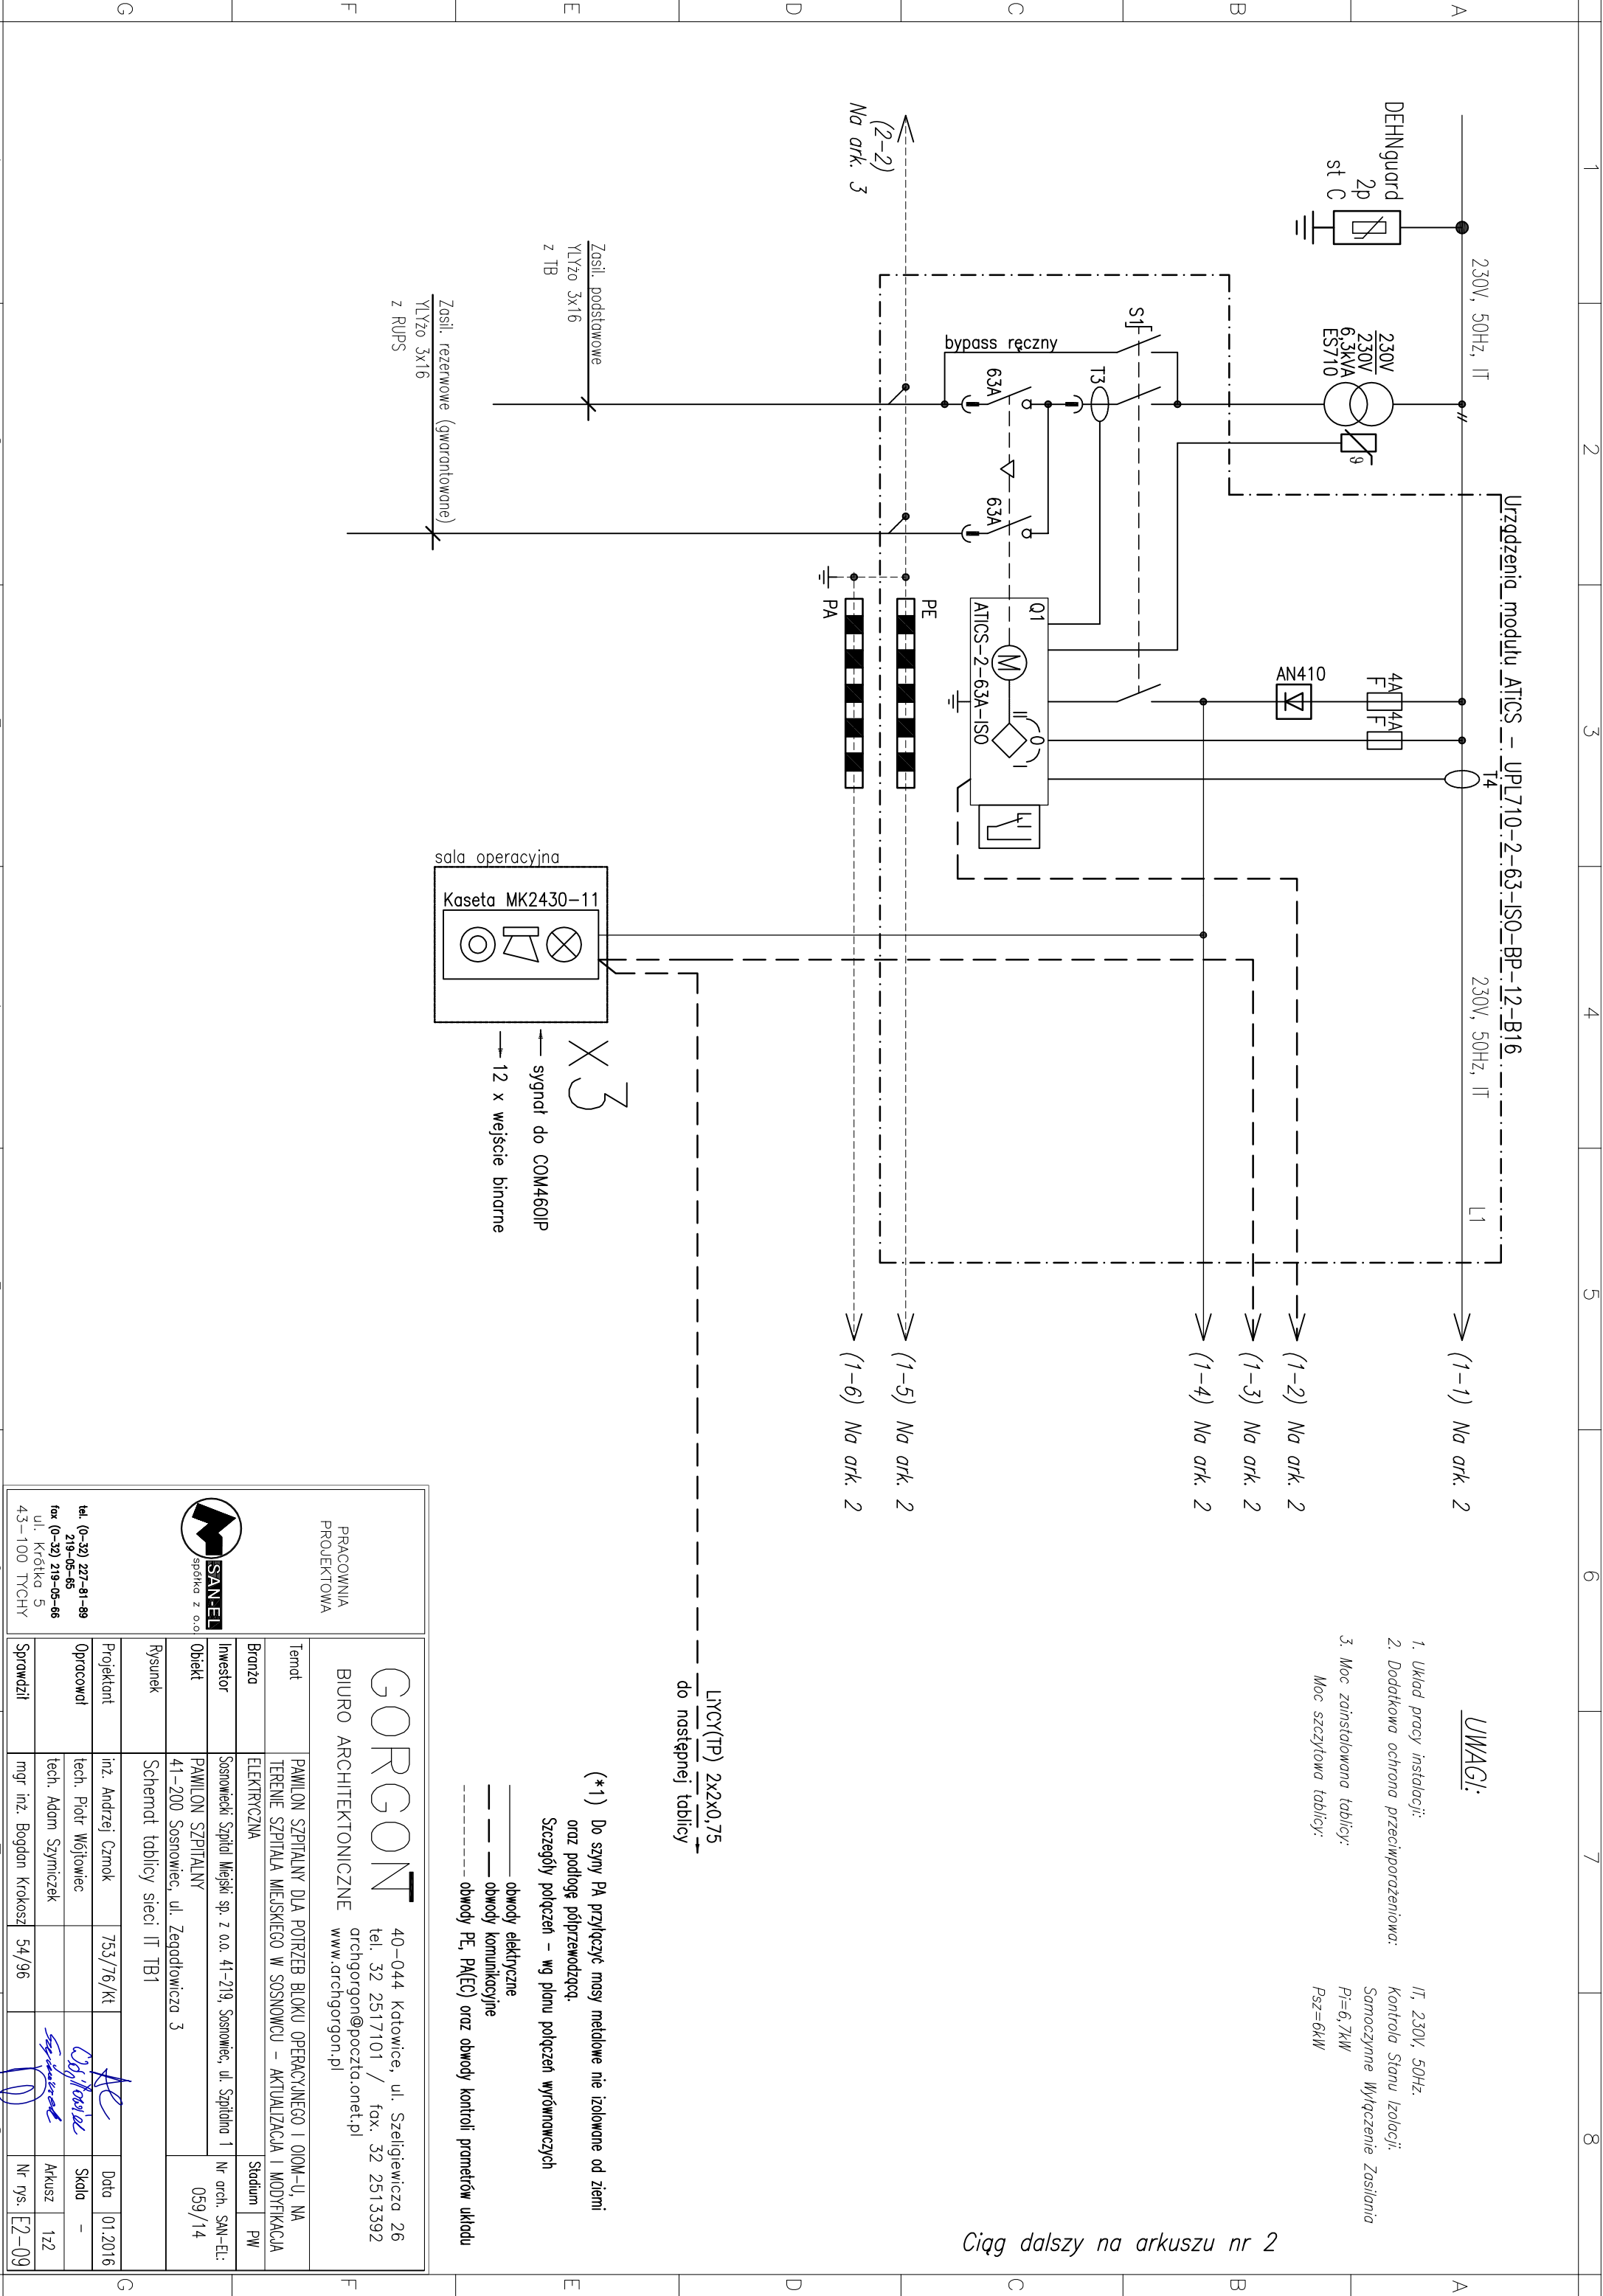 1
2
3
4
5
6
7
8
A
B
C
D
E
F
G
A
B
C
D
E
F
G
230V, 50Hz, IT
DEHNguard
2p
st C
230V
230V
6,3kVA
ES710
ϑ
Urządzenia modułu ATiCS - UPL710-2-63-ISO-BP-12-B16
230V, 50Hz, IT
L1
T4
4A
F
4A
F
AN410
S1
bypass ręczny
T3
63A
63A
Q1
M
II
0
I
ATICS-2-63A-ISO
PE
PA
(2-2)
Na ark. 3
Zasil. podstawowe
YLYżo 3x16
z TB
Zasil. rezerwowe (gwarantowane)
YLYżo 3x16
z RUPS
sala operacyjna
Kaseta MK2430-11
X3
sygnał do COM460IP
12 x wejście binarne
(1-1) Na ark. 2
(1-2) Na ark. 2
(1-3) Na ark. 2
(1-4) Na ark. 2
(1-5) Na ark. 2
(1-6) Na ark. 2
LiYCY(TP) 2x2x0,75
do następnej tablicy
UWAGI:
1. Układ pracy instalacji: IT, 230V, 50Hz.
2. Dodatkowa ochrona przeciwporażeniowa: Kontrola Stanu Izolacji.
Samoczynne Wyłączenie Zasilania
3. Moc zainstalowana tablicy: Pi=6,7kW
Moc szczytowa tablicy: Psz=6kW
Ciąg dalszy na arkuszu nr 2
(*1) Do szyny PA przyłączyć masy metalowe nie izolowane od ziemi
oraz podłogę półprzewodzącą.
Szczegóły połączeń - wg planu połączeń wyrównawczych
obwody elektryczne
obwody komunikacyjne
obwody PE, PA(EC) oraz obwody kontroli prametrów układu
PRACOWNIA
PROJEKTOWA
SAN-EL
spółka z o.o.
tel. (0-32) 227-81-89
219-05-65
fax (0-32) 219-05-66
ul. Krótka 5
43-100 TYCHY
GORGOŃ
BIURO ARCHITEKTONICZNE
40-044 Katowice, ul. Szeligiewicza 26
tel. 32 2517101 / fax. 32 2513392
archgorgon@poczta.onet.pl
www.archgorgon.pl
Temat PAWILON SZPITALNY DLA POTRZEB BLOKU OPERACYJNEGO I OIOM-U, NA
TERENIE SZPITALA MIEJSKIEGO W SOSNOWCU - AKTUALIZACJA I MODYFIKACJA
Branża ELEKTRYCZNA Stadium PW
Inwestor Sosnowiecki Szpital Miejski sp. z o.o. 41-219, Sosnowiec, ul. Szpitalna 1 Nr arch. SAN-EL:
Obiekt PAWILON SZPITALNY 059/14
41-200 Sosnowiec, ul. Zegadłowicza 3
Rysunek Schemat tablicy sieci IT TB1
Projektant inż. Andrzej Czmok 753/76/Kt Data 01.2016
Opracował tech. Piotr Wójtowiec Wójtowiec Skala -
tech. Adam Szymiczek Szymiczek Arkusz 1z2
Sprawdził mgr inż. Bogdan Krokosz 54/96 Nr rys. E2-09